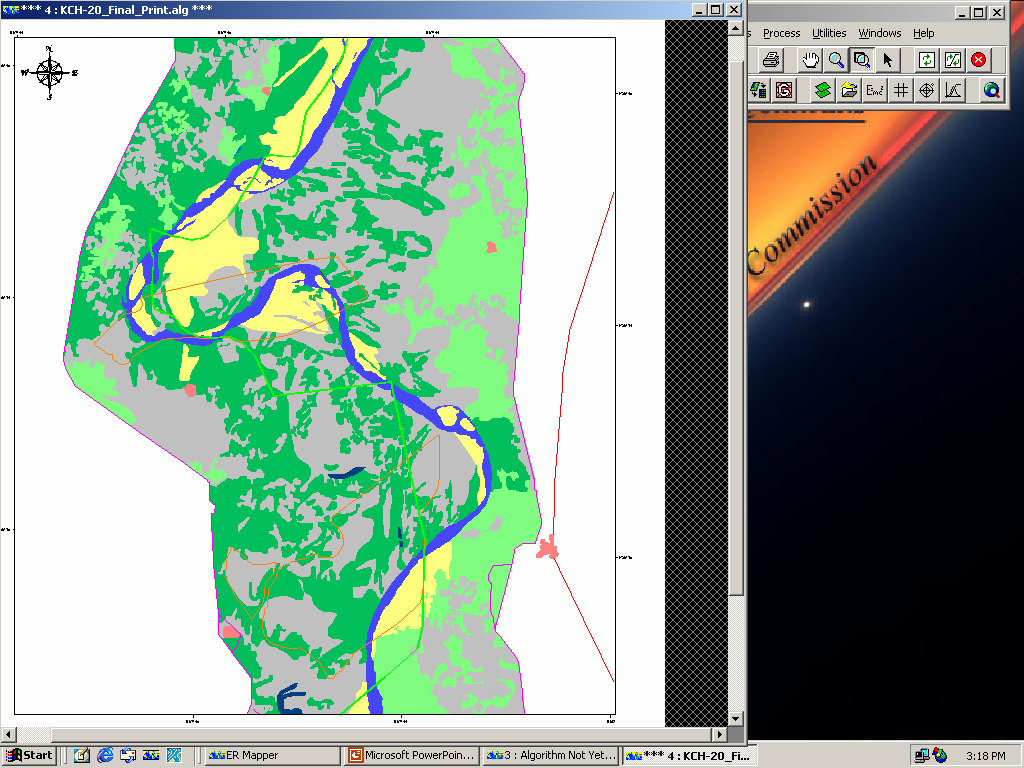 *** 4 : KCH-20_Final_Print.alg ***
Process Utilities Windows Help
N
W E
S
Commission
Start
ER Mapper
Microsoft PowerPoin...
3 : Algorithm Not Yet...
*** 4 : KCH-20_Fi...
3:18 PM